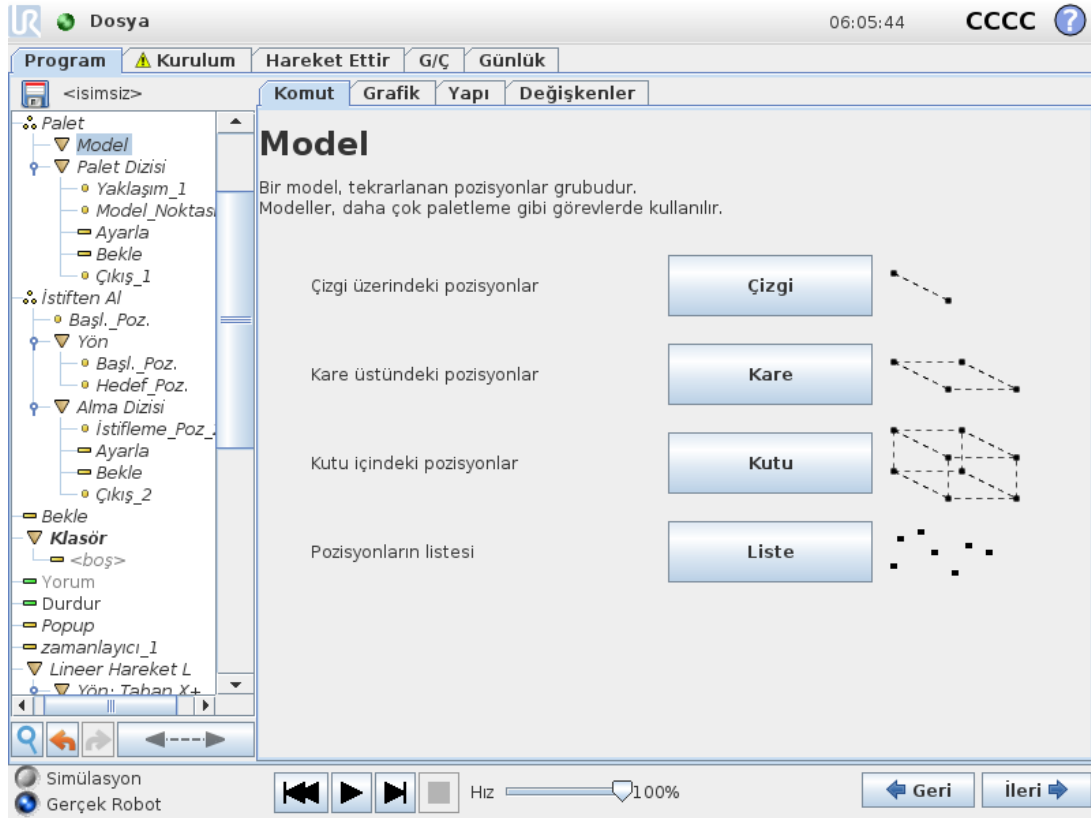 UR Dosya 06:05:44 CCCC ?
Program Kurulum Hareket Ettir G/Ç Günlük
<isimsiz>
Komut Grafik Yapı Değişkenler
Palet
Model
Palet Dizisi
Yaklaşım_1
Model_Noktası
Ayarla
Bekle
Çıkış_1
İstiften Al
Başl._Poz.
Yön
Başl._Poz.
Hedef_Poz.
Alma Dizisi
İstifleme_Poz_
Ayarla
Bekle
Çıkış_2
Bekle
Klasör
<boş>
Yorum
Durdur
Popup
zamanlayıcı_1
Lineer Hareket L
Yön: Taban X+
Model
Bir model, tekrarlanan pozisyonlar grubudur.
Modeller, daha çok paletleme gibi görevlerde kullanılır.
Çizgi üzerindeki pozisyonlar Çizgi
Kare üstündeki pozisyonlar Kare
Kutu içindeki pozisyonlar Kutu
Pozisyonların listesi Liste
Simülasyon
Gerçek Robot
Hız 100%
Geri İleri